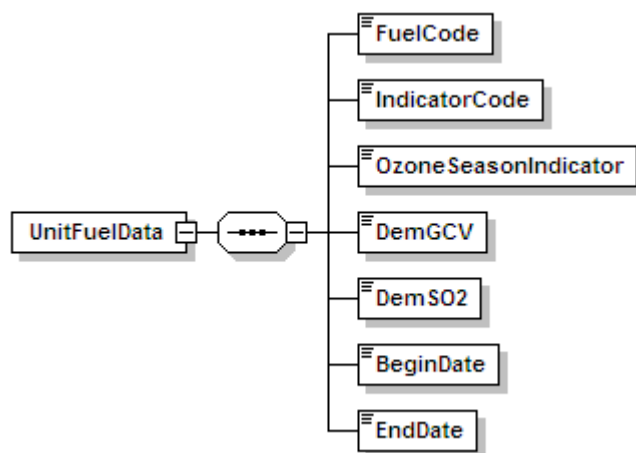 FuelCode
IndicatorCode
OzoneSeasonIndicator
UnitFuelData
DemGCV
DemSO2
BeginDate
EndDate